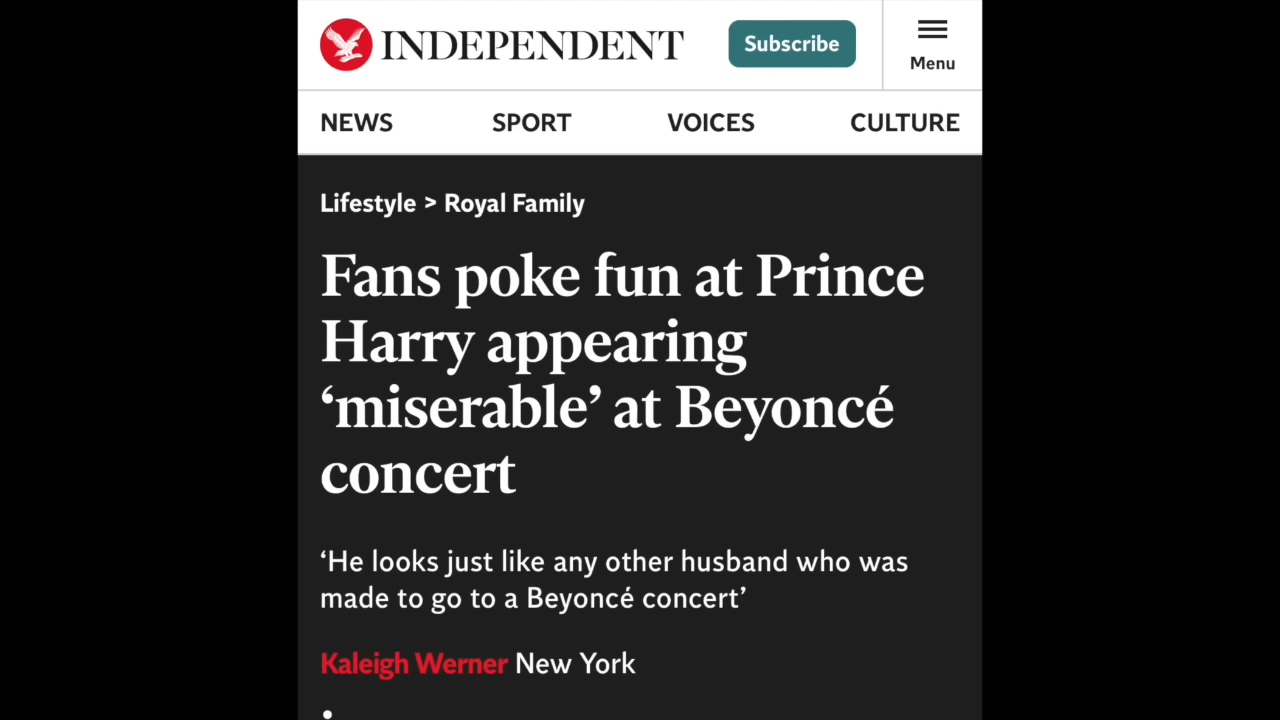 INDEPENDENT
Subscribe
Menu
NEWS SPORT VOICES CULTURE
Lifestyle > Royal Family
Fans poke fun at Prince
Harry appearing
‘miserable’ at Beyoncé
concert
‘He looks just like any other husband who was
made to go to a Beyoncé concert’
Kaleigh Werner New York